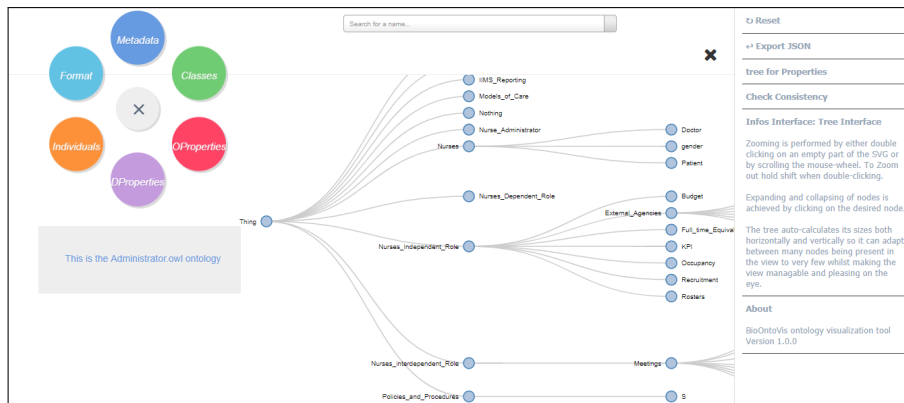 Search for a name...
Metadata
Format
Classes
×
Individuals
OProperties
DProperties
This is the Administrator.owl ontology
Thing
IIMS_Reporting
Models_of_Care
Nothing
Nurse_Administrator
Nurses
Doctor
gender
Patient
Nurses_Dependent_Role
Budget
External_Agencies
Full_time_Equival
Nurses_Independent_Role
KPI
Occupancy
Recruitment
Rosters
Nurses_interdependent_Role
Meetings
Policies_and_Procedures
S
↻ Reset
↩ Export JSON
tree for Properties
Check Consistency
Infos Interface: Tree Interface
Zooming is performed by either double
clicking on an empty part of the SVG or
by scrolling the mouse-wheel. To Zoom
out hold shift when double-clicking.
Expanding and collapsing of nodes is
achieved by clicking on the desired node.
The tree auto-calculates its sizes both
horizontally and vertically so it can adapt
between many nodes being present in
the view to very few whilst making the
view managable and pleasing on the
eye.
About
BioOntoVis ontology visualization tool
Version 1.0.0